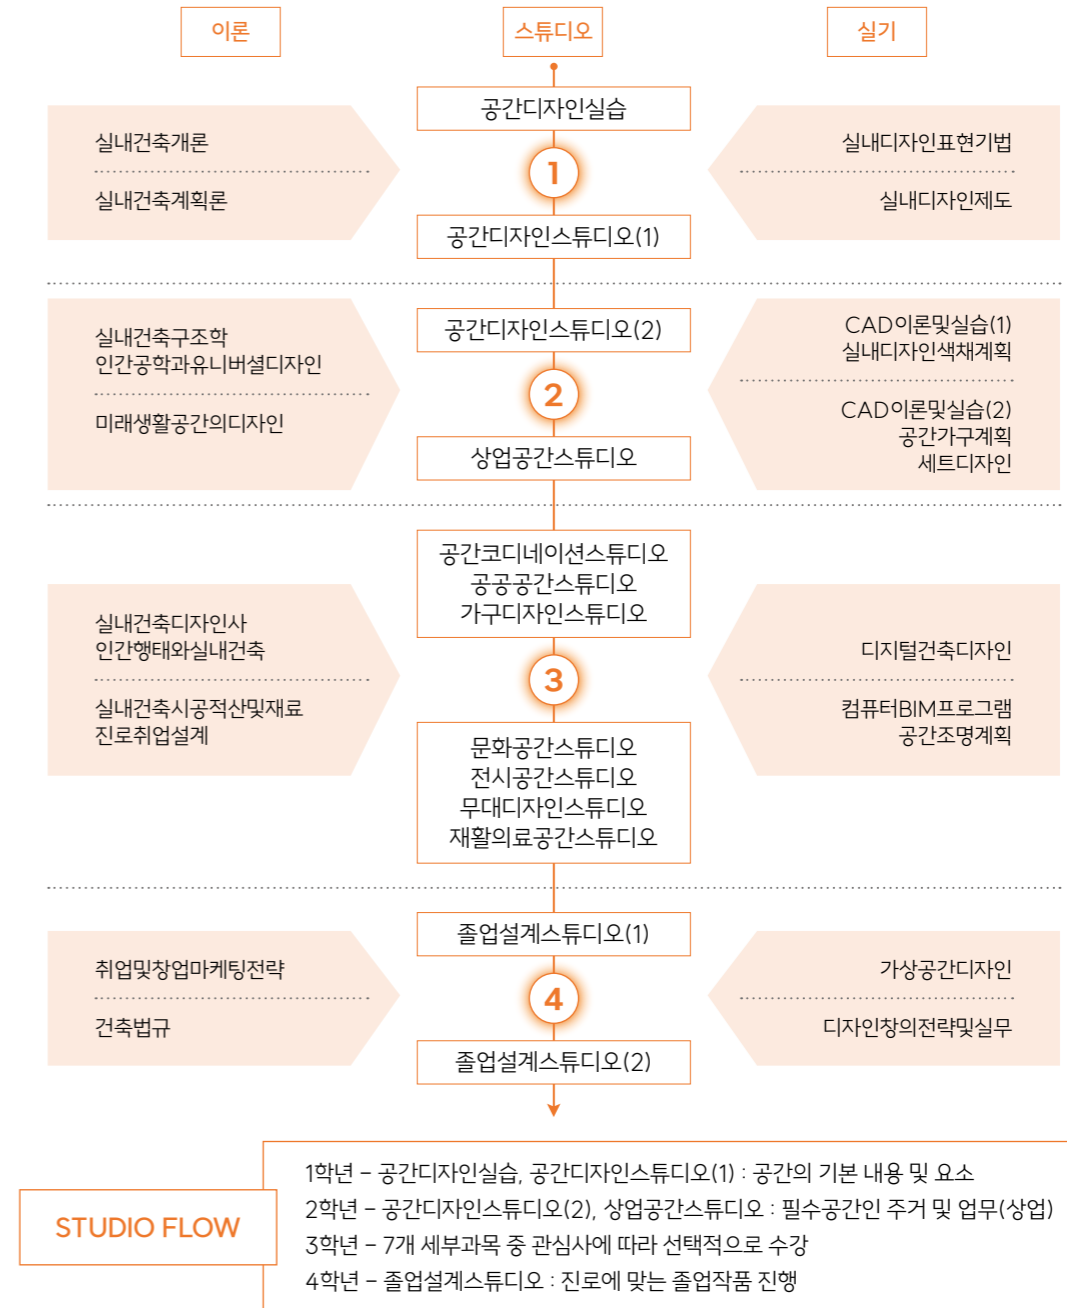 이론
스튜디오
실기
공간디자인실습
실내건축개론
실내건축계획론
1
실내디자인표현기법
실내디자인제도
공간디자인스튜디오(1)
공간디자인스튜디오(2)
실내건축구조학
인간공학과유니버셜디자인
미래생활공간의디자인
2
CAD이론및실습(1)
실내디자인색채계획
CAD이론및실습(2)
공간가구계획
세트디자인
상업공간스튜디오
공간코디네이션스튜디오
공공공간스튜디오
가구디자인스튜디오
실내건축디자인사
인간행태와실내건축
실내건축시공적산및재료
진로취업설계
3
디지털건축디자인
컴퓨터BIM프로그램
공간조명계획
문화공간스튜디오
전시공간스튜디오
무대디자인스튜디오
재활의료공간스튜디오
졸업설계스튜디오(1)
취업및창업마케팅전략
건축법규
4
가상공간디자인
디자인창의전략및실무
졸업설계스튜디오(2)
STUDIO FLOW
1학년 – 공간디자인실습, 공간디자인스튜디오(1) : 공간의 기본 내용 및 요소
2학년 – 공간디자인스튜디오(2), 상업공간스튜디오 : 필수공간인 주거 및 업무(상업)
3학년 – 7개 세부과목 중 관심사에 따라 선택적으로 수강
4학년 – 졸업설계스튜디오 : 진로에 맞는 졸업작품 진행